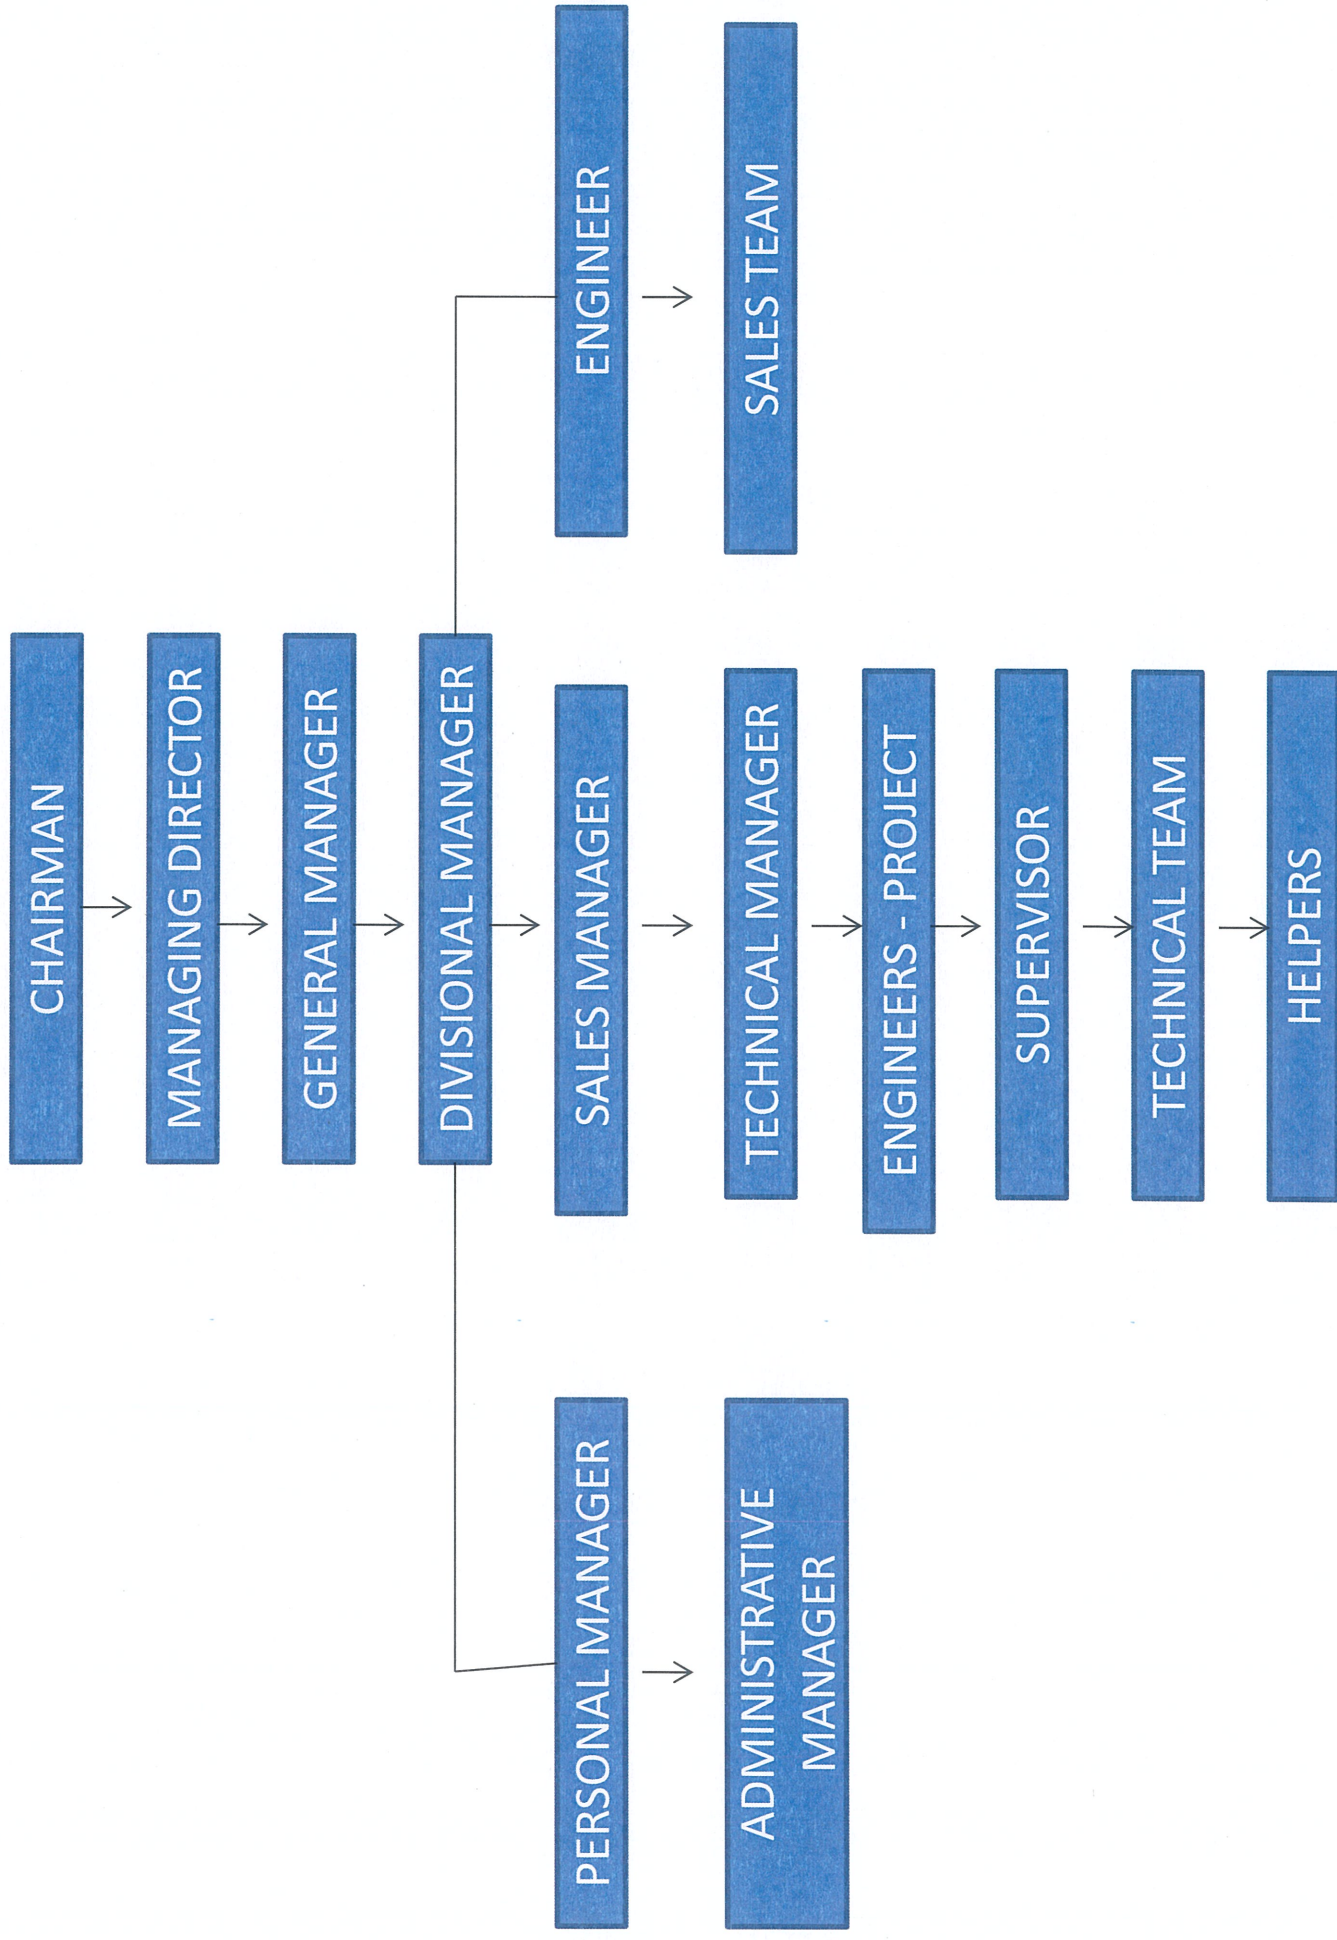 CHAIRMAN
MANAGING DIRECTOR
GENERAL MANAGER
DIVISIONAL MANAGER
PERSONAL MANAGER
SALES MANAGER
ENGINEER
ADMINISTRATIVE
MANAGER
TECHNICAL MANAGER
SALES TEAM
ENGINEERS - PROJECT
SUPERVISOR
TECHNICAL TEAM
HELPERS